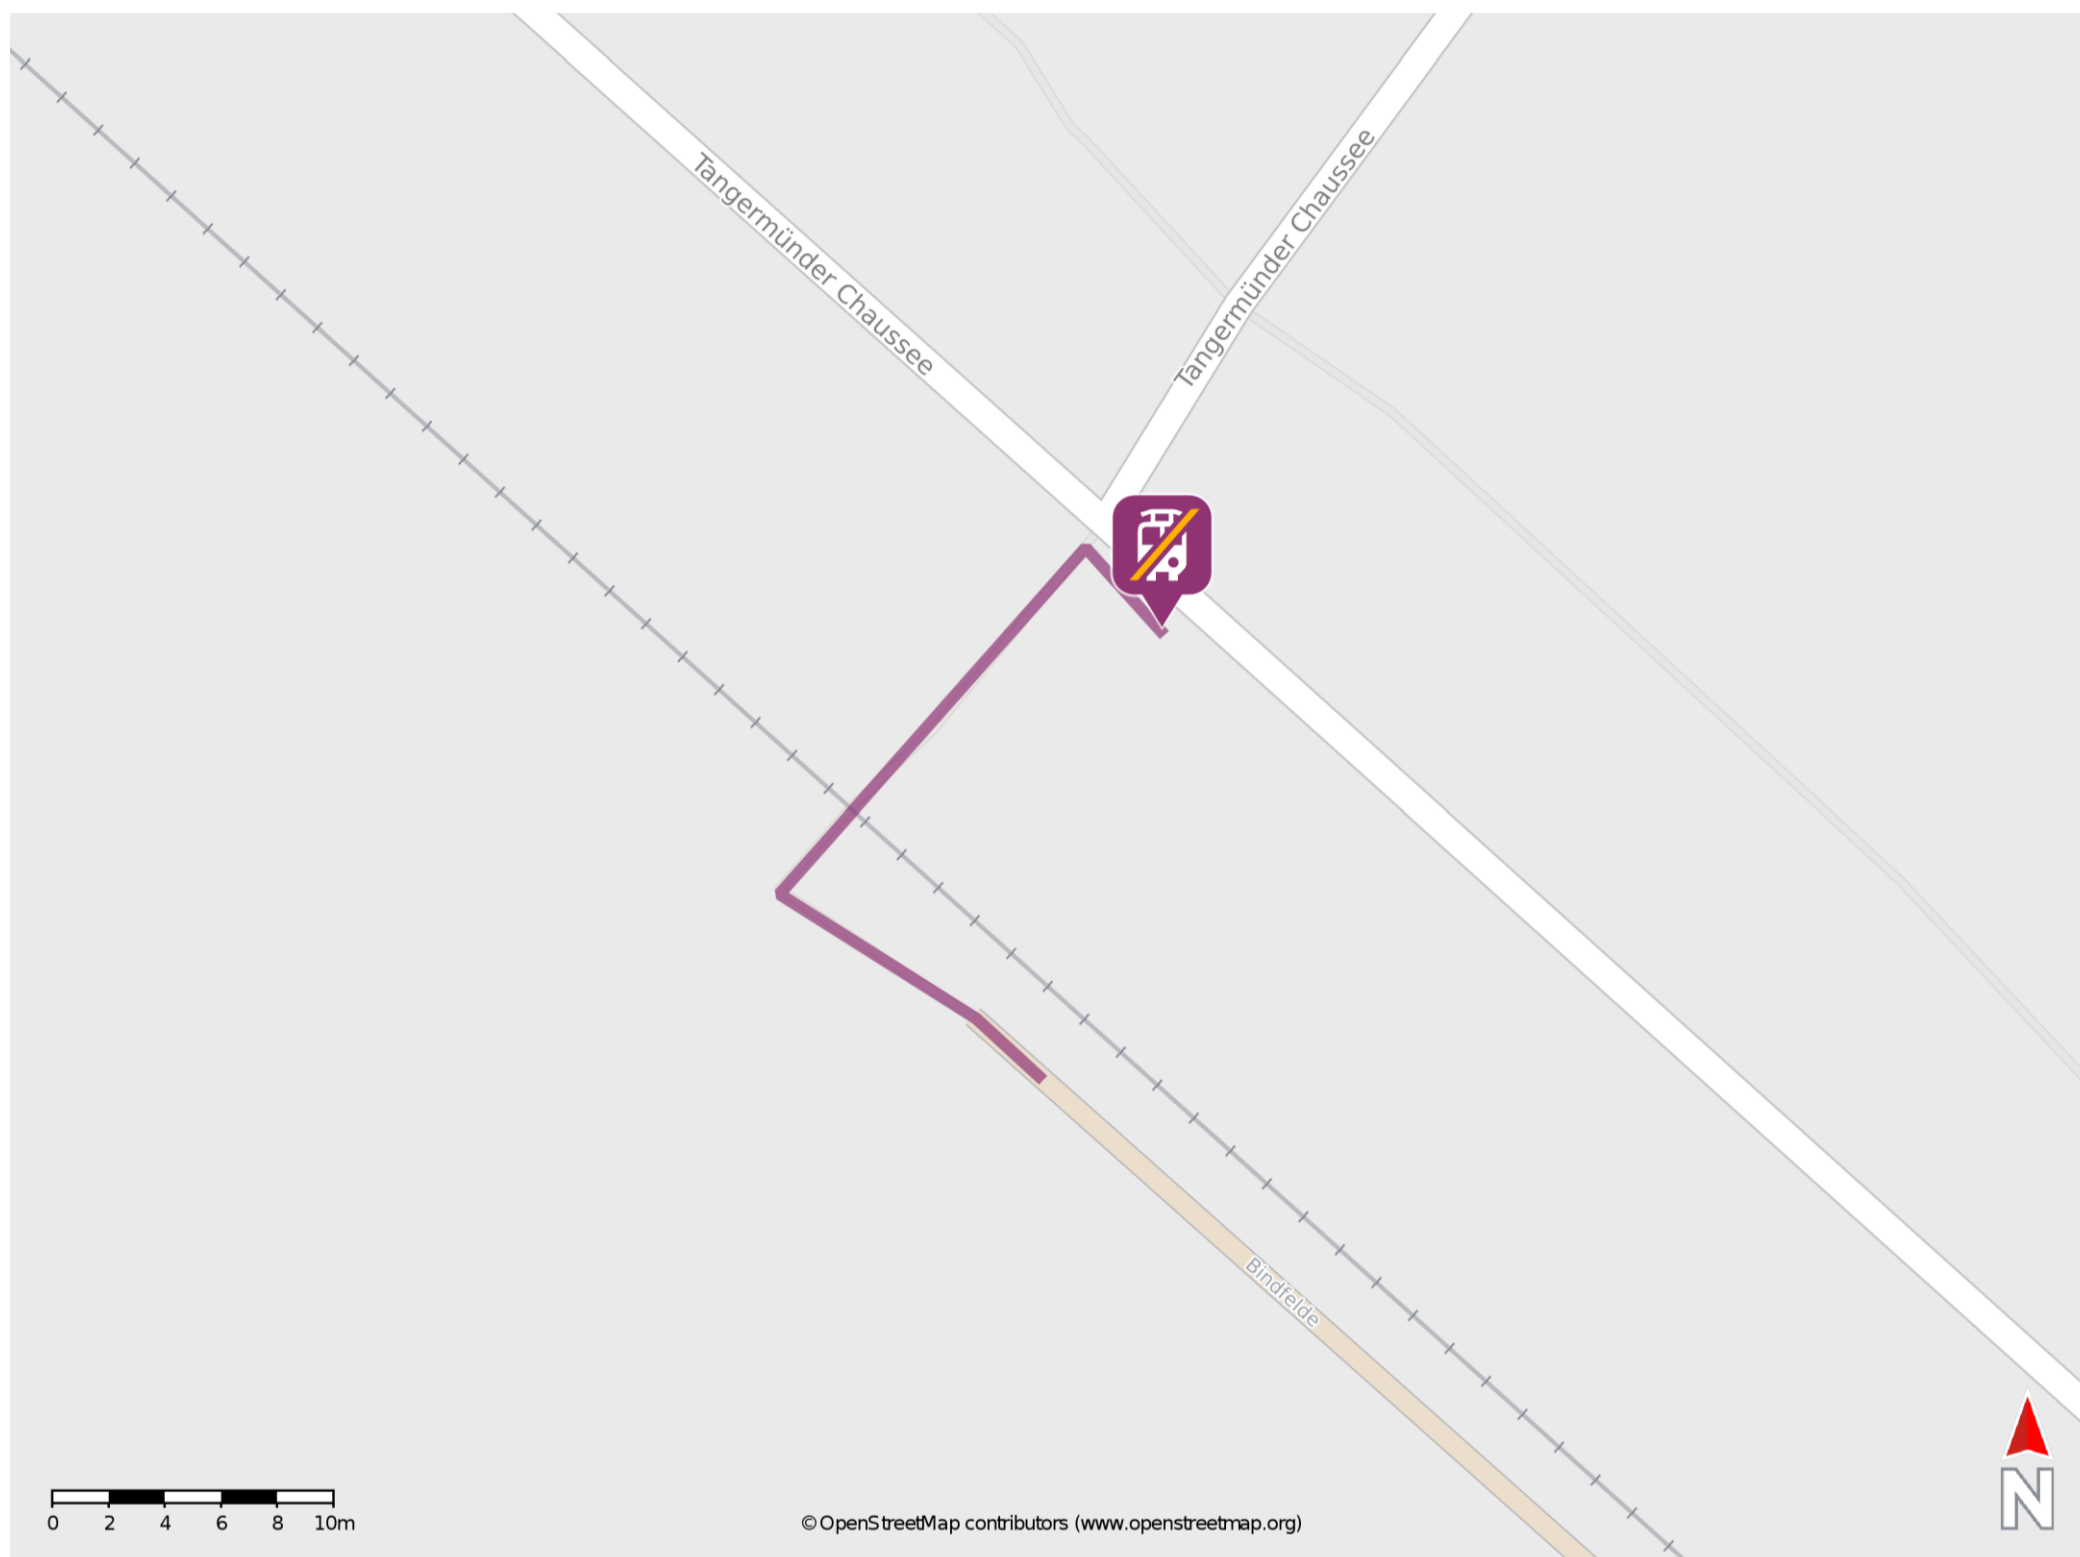 Tangermünder Chaussee
Tangermünder Chaussee
Bindfelde
0 2 4 6 8 10m
© OpenStreetMap contributors (www.openstreetmap.org)
N